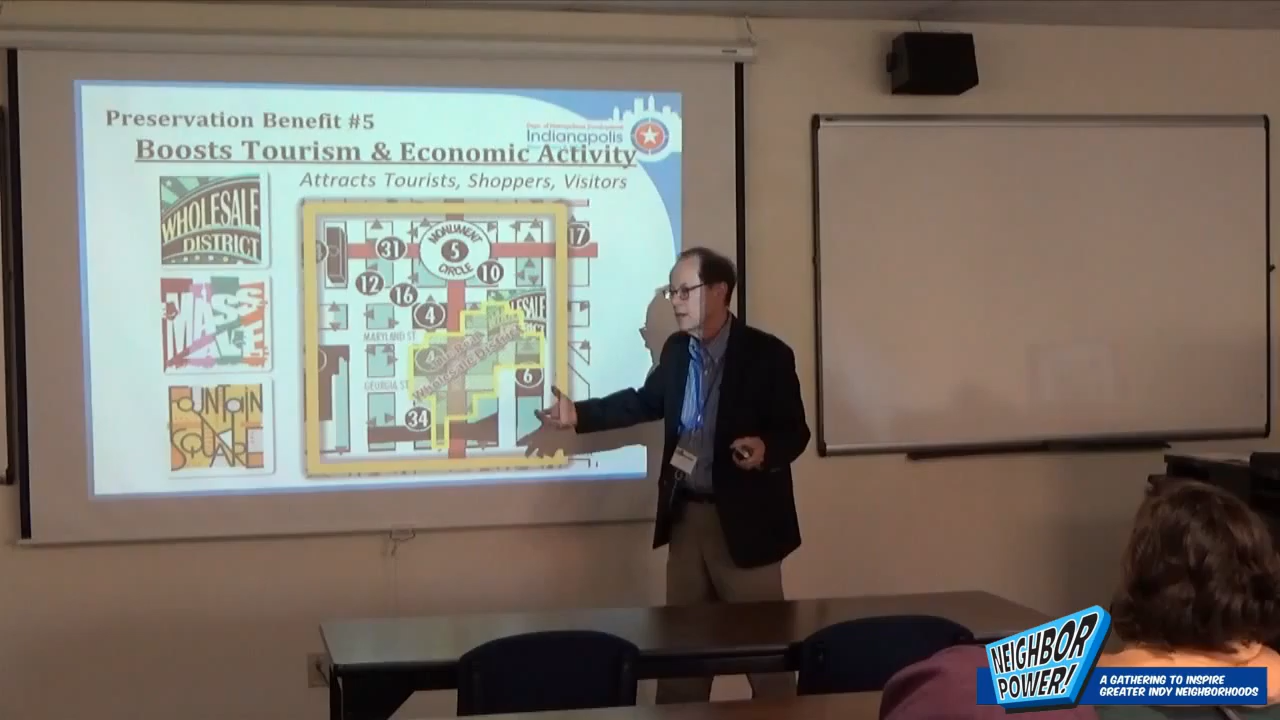 Preservation Benefit #5
Indianapolis
Boosts Tourism & Economic Activity
Attracts Tourists, Shoppers, Visitors
WHOLESALE
DISTRICT
MASS
AVE
FOUNTAIN
SQUARE
MONUMENT
5
CIRCLE
31
17
12
16
10
4
MARYLAND ST.
Wholesale District
GEORGIA ST.
6
34
NEIGHBOR
POWER!
A GATHERING TO INSPIRE
GREATER INDY NEIGHBORHOODS